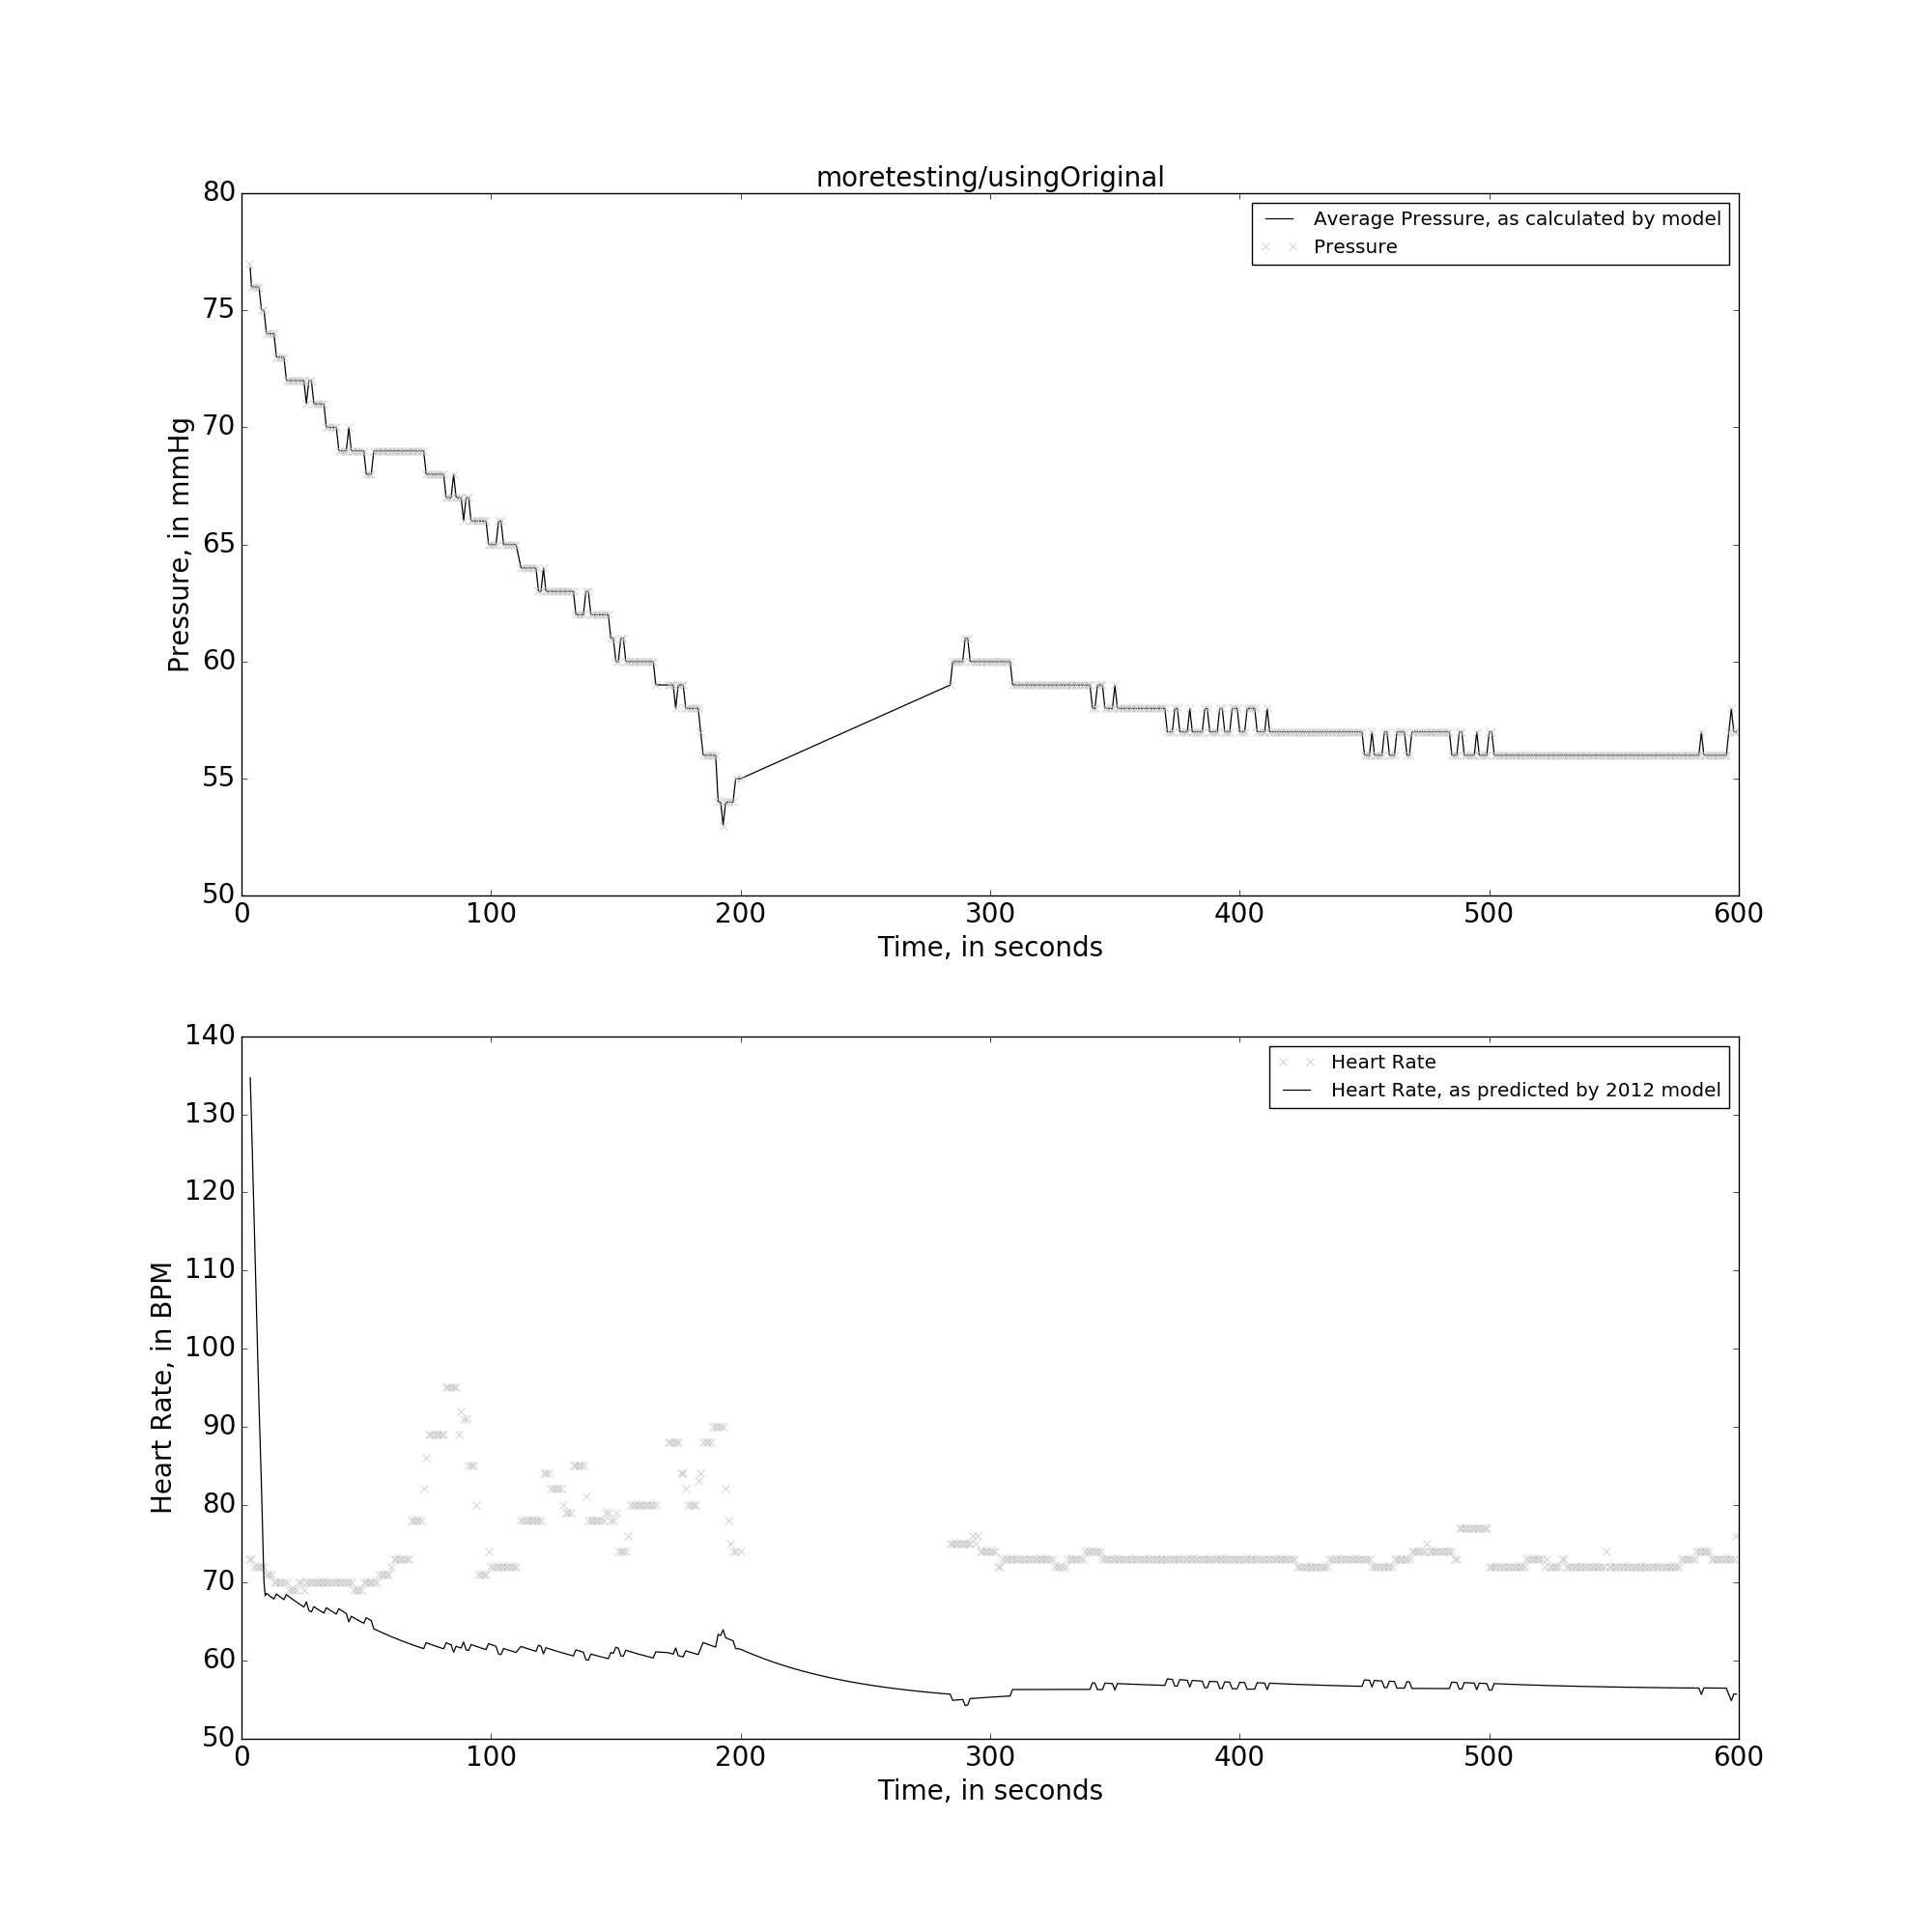 moretesting/usingOriginal
80
75
70
65
60
55
50
Pressure, in mmHg
Average Pressure, as calculated by model
Pressure
0 100 200 300 400 500 600
Time, in seconds
140
130
120
110
100
90
80
70
60
50
Heart Rate, in BPM
Heart Rate
Heart Rate, as predicted by 2012 model
0 100 200 300 400 500 600
Time, in seconds